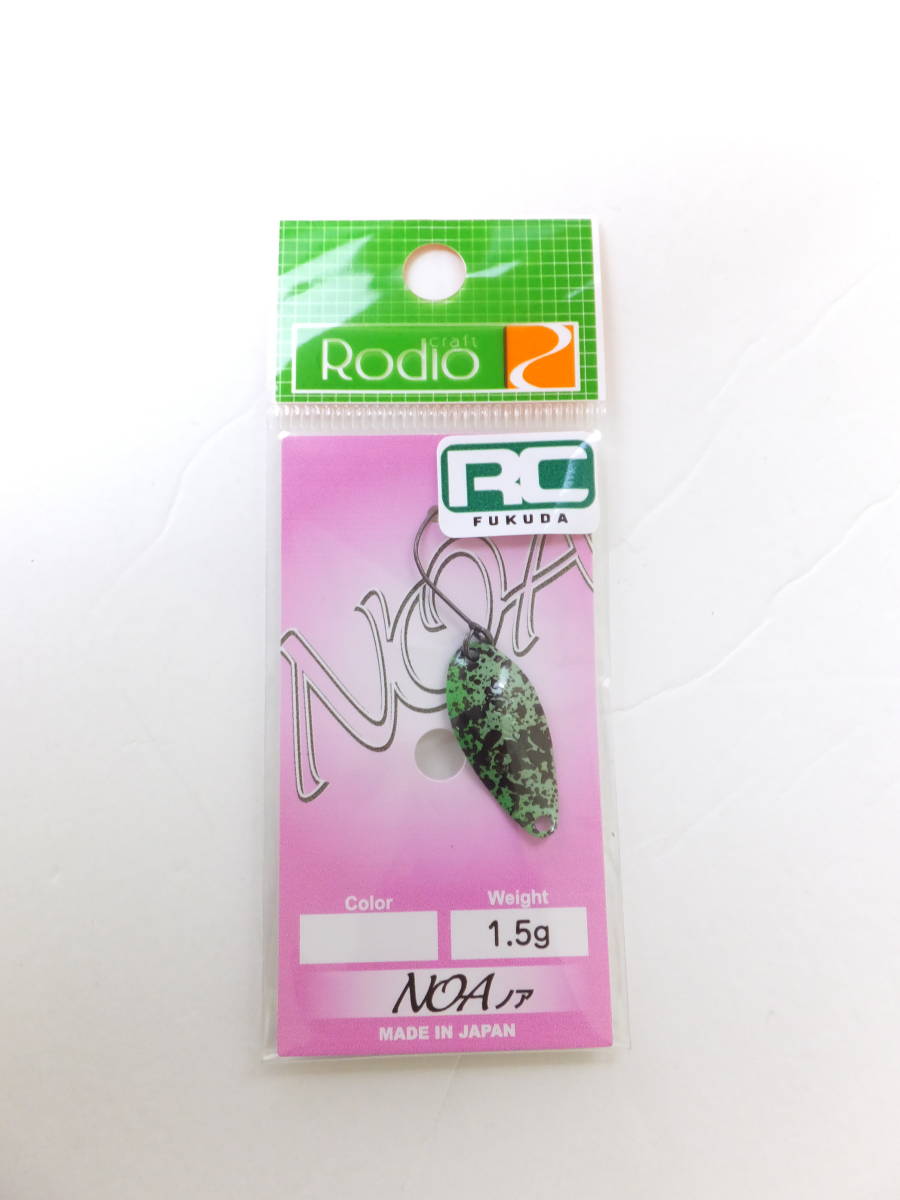 Rodio craft
RC
FUKUDA
NOA
Color
Weight
1.5g
NOA ノア
MADE IN JAPAN